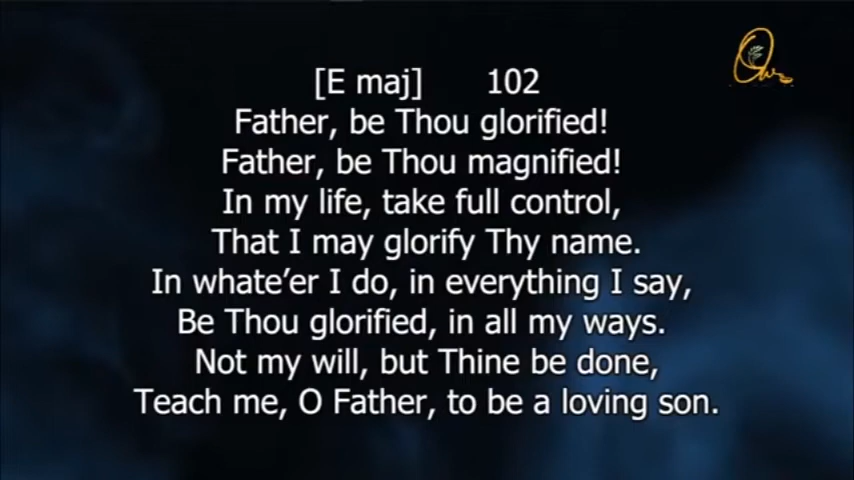 [E maj] 102
Father, be Thou glorified!
Father, be Thou magnified!
In my life, take full control,
That I may glorify Thy name.
In whate’er I do, in everything I say,
Be Thou glorified, in all my ways.
Not my will, but Thine be done,
Teach me, O Father, to be a loving son.